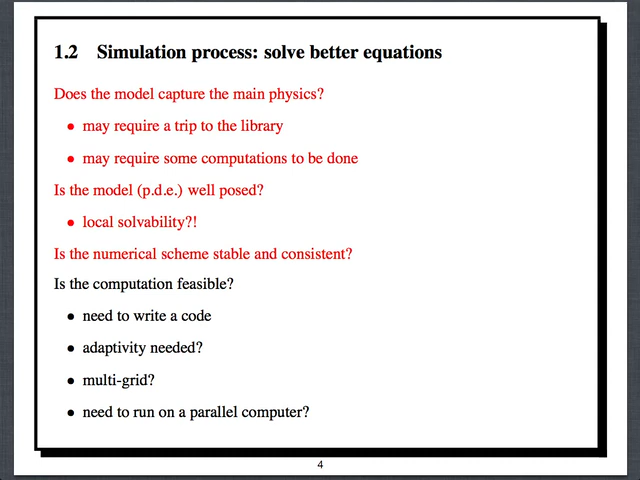 1.2 Simulation process: solve better equations
Does the model capture the main physics?
• may require a trip to the library
• may require some computations to be done
Is the model (p.d.e.) well posed?
• local solvability?!
Is the numerical scheme stable and consistent?
Is the computation feasible?
• need to write a code
• adaptivity needed?
• multi-grid?
• need to run on a parallel computer?
4